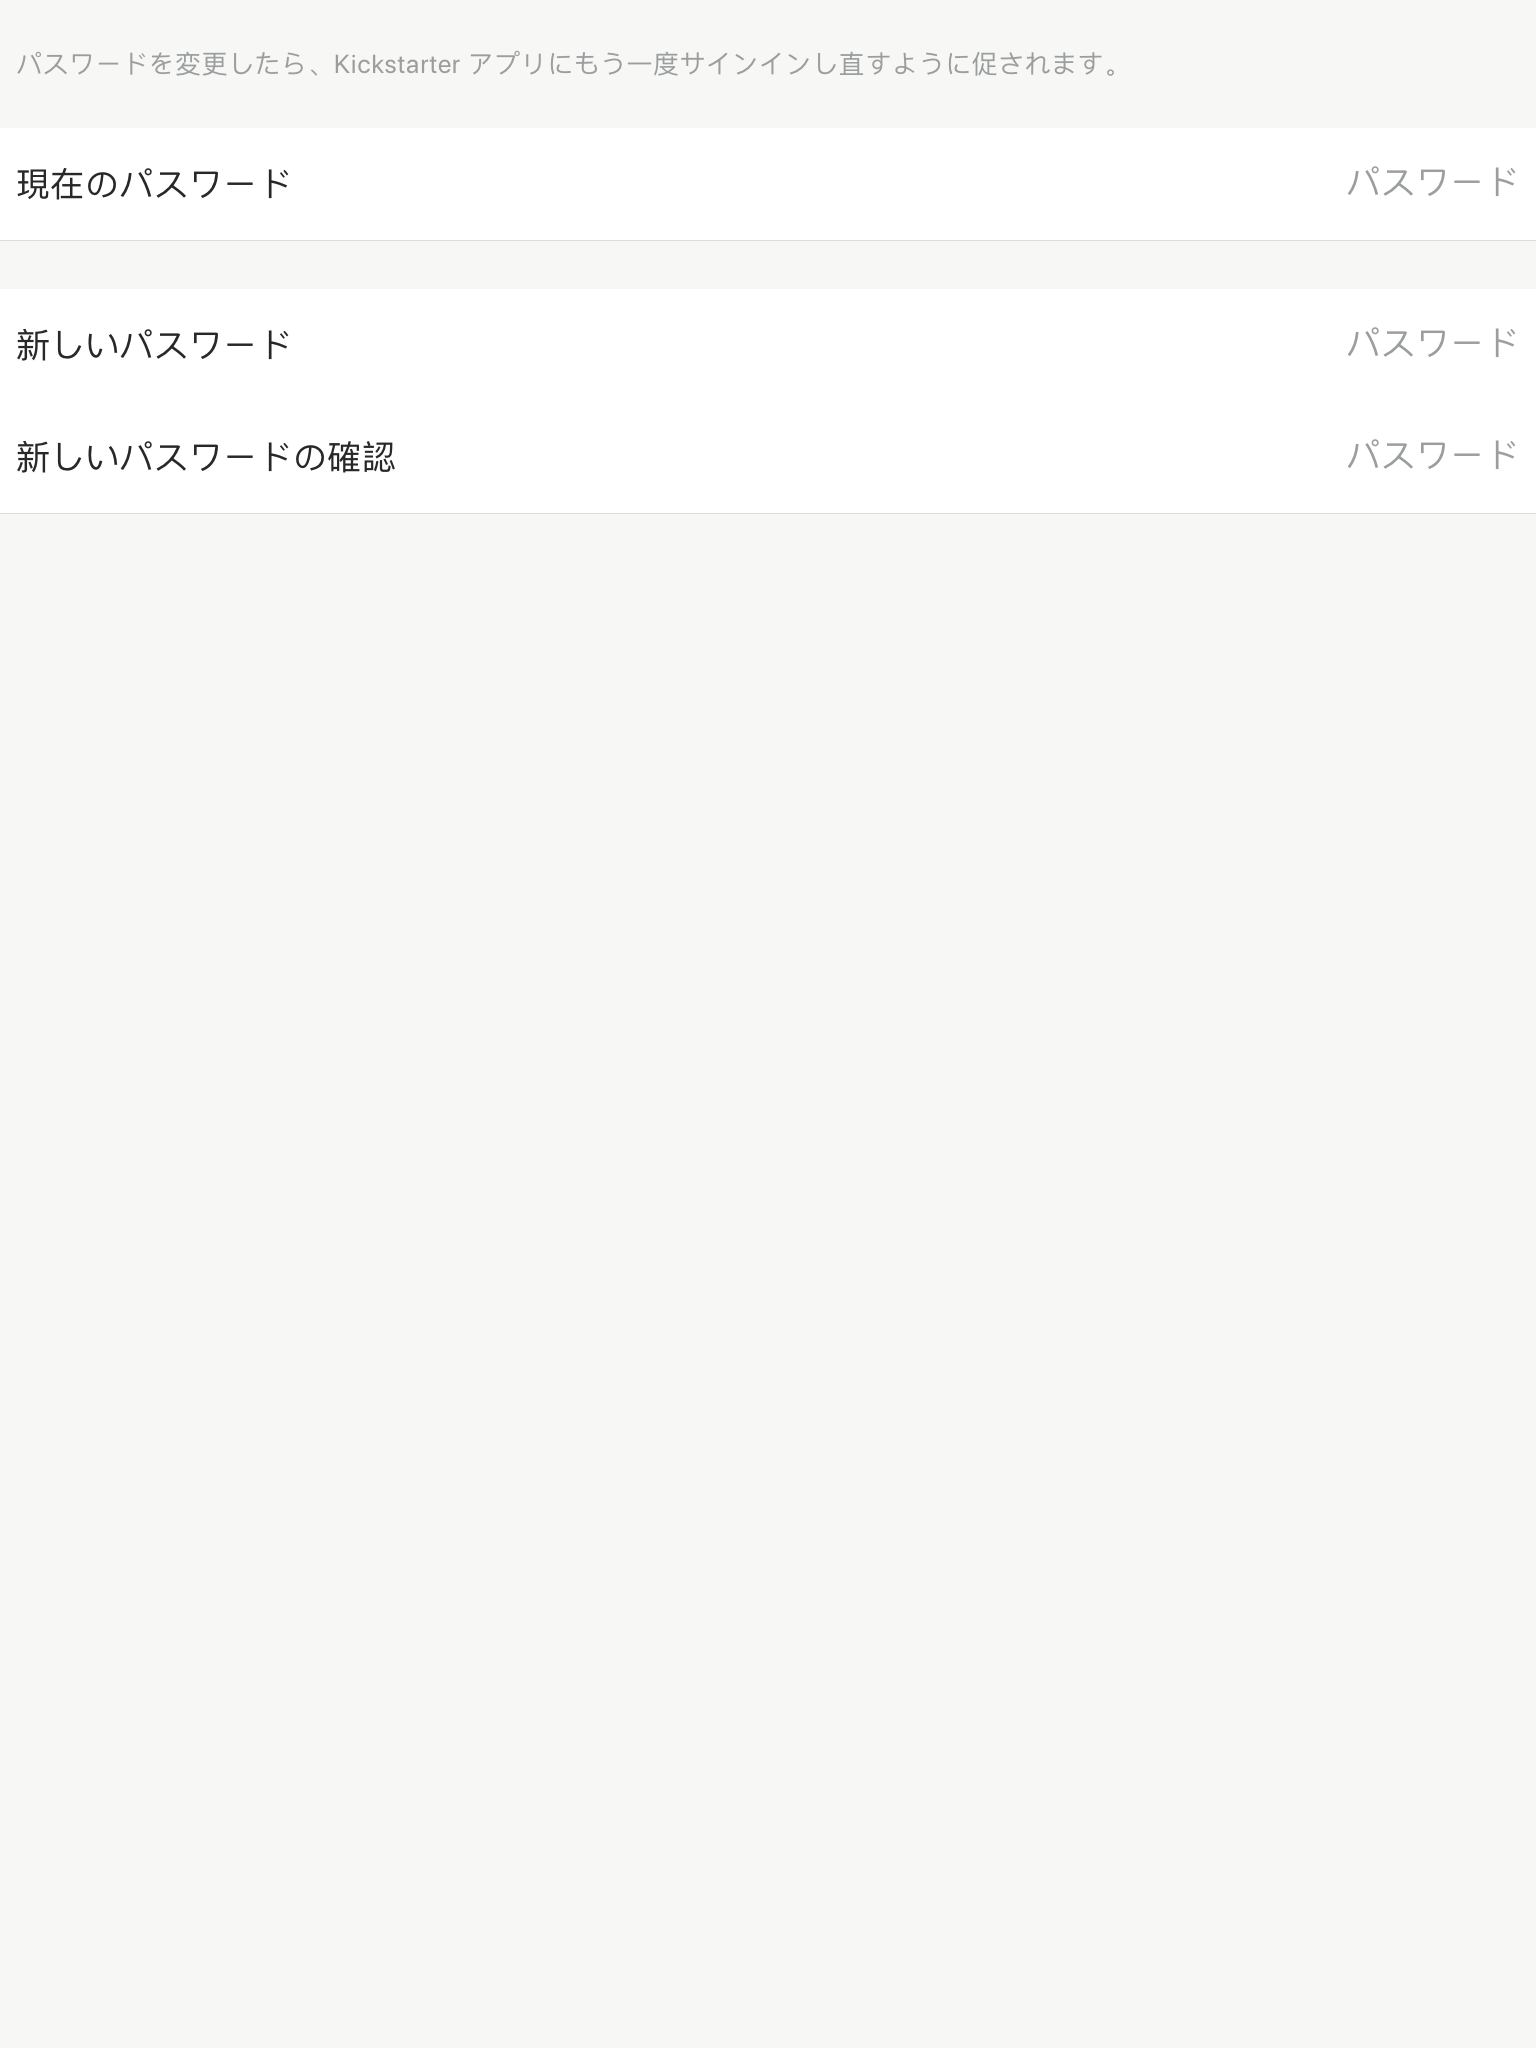 パスワードを変更したら、Kickstarter アプリにもう一度サインインし直すように促されます。
現在のパスワード パスワード
新しいパスワード パスワード
新しいパスワードの確認 パスワード